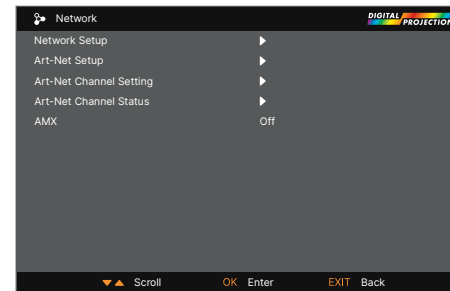 Network
DIGITAL PROJECTION
Network Setup
Art-Net Setup
Art-Net Channel Setting
Art-Net Channel Status
AMX Off
Scroll OK Enter EXIT Back